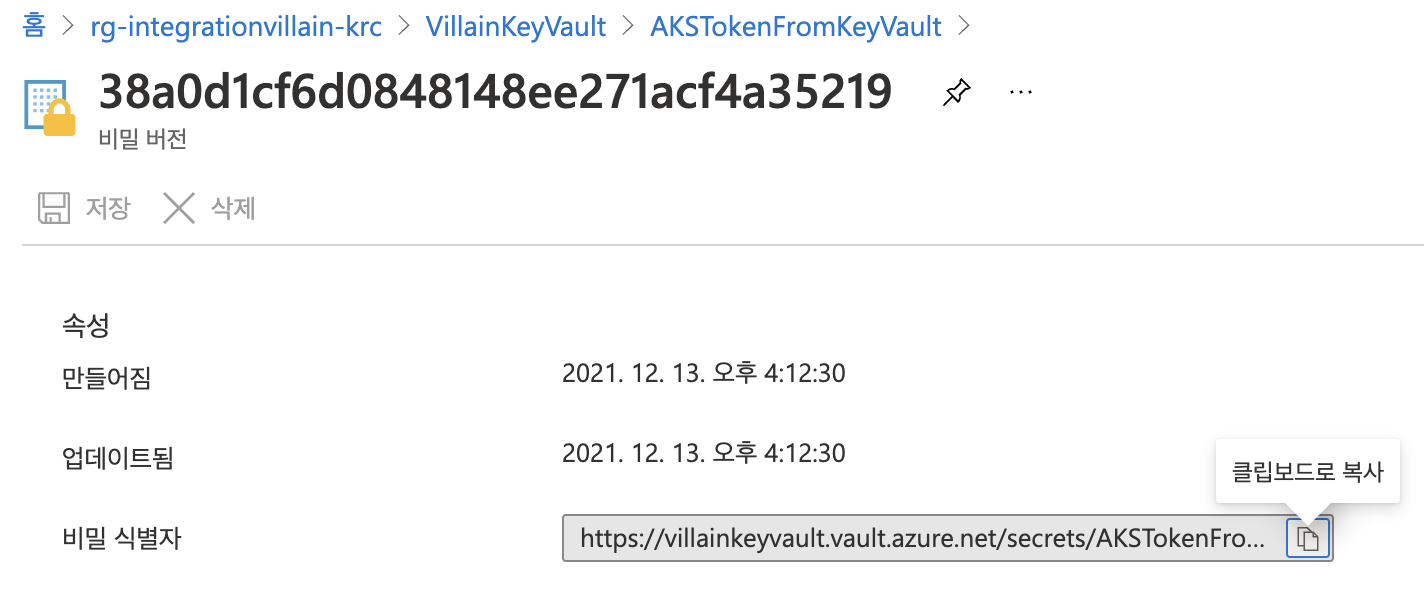 홈 > rg-integrationvillain-krc > VillainKeyVault > AKSTokenFromKeyVault >
38a0d1cf6d0848148ee271acf4a35219 ...
비밀 버전
저장 삭제
속성
만들어짐 2021. 12. 13. 오후 4:12:30
업데이트됨 2021. 12. 13. 오후 4:12:30
클립보드로 복사
비밀 식별자 https://villainkeyvault.vault.azure.net/secrets/AKSTokenFro...